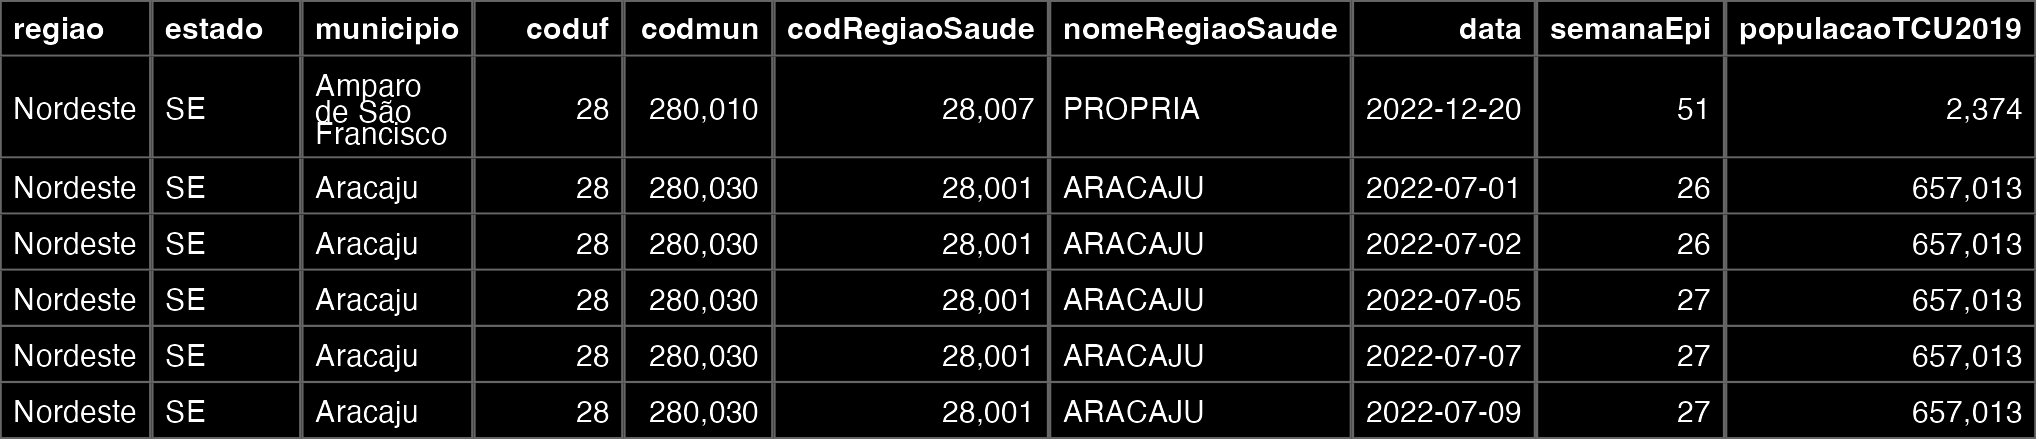 regiao estado municipio coduf codmun codRegiaoSaude nomeRegiaoSaude data semanaEpi populacaoTCU2019
Nordeste SE Amparo de São Francisco 28 280,010 28,007 PROPRIA 2022-12-20 51 2,374
Nordeste SE Aracaju 28 280,030 28,001 ARACAJU 2022-07-01 26 657,013
Nordeste SE Aracaju 28 280,030 28,001 ARACAJU 2022-07-02 26 657,013
Nordeste SE Aracaju 28 280,030 28,001 ARACAJU 2022-07-05 27 657,013
Nordeste SE Aracaju 28 280,030 28,001 ARACAJU 2022-07-07 27 657,013
Nordeste SE Aracaju 28 280,030 28,001 ARACAJU 2022-07-09 27 657,013